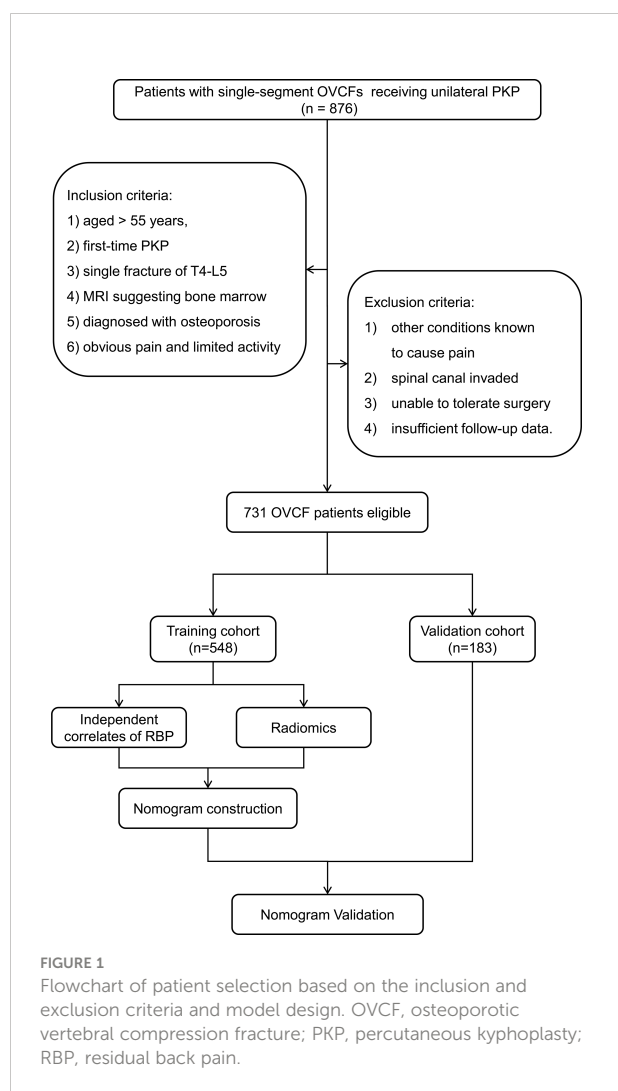 Patients with single-segment OVCFs receiving unilateral PKP
(n = 876)
Inclusion criteria:
1) aged > 55 years,
2) first-time PKP
3) single fracture of T4-L5
4) MRI suggesting bone marrow
5) diagnosed with osteoporosis
6) obvious pain and limited activity
Exclusion criteria:
1) other conditions known
to cause pain
2) spinal canal invaded
3) unable to tolerate surgery
4) insufficient follow-up data.
731 OVCF patients eligible
Training cohort
(n=548)
Validation cohort
(n=183)
Independent
correlates of RBP
Radiomics
Nomogram construction
Nomogram Validation
FIGURE 1
Flowchart of patient selection based on the inclusion and
exclusion criteria and model design. OVCF, osteoporotic
vertebral compression fracture; PKP, percutaneous kyphoplasty;
RBP, residual back pain.